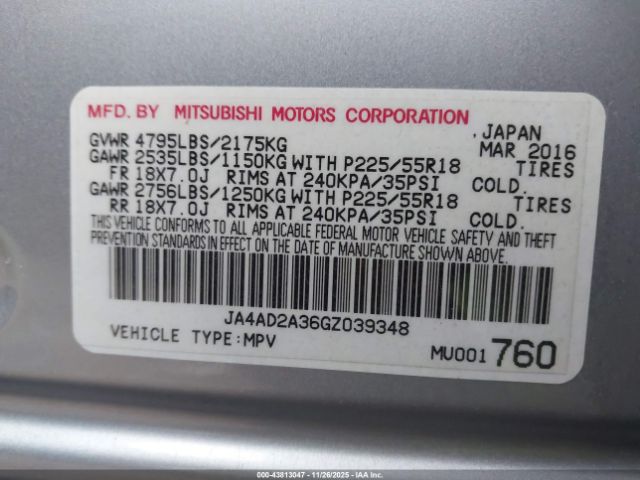 MFD. BY MITSUBISHI MOTORS CORPORATION
JAPAN
GVWR 4795LBS/2175KG MAR 2016
GAWR 2535LBS/1150KG WITH P225/55R18 TIRES
FR 18X7.0J RIMS AT 240KPA/35PSI COLD.
GAWR 2756LBS/1250KG WITH P225/55R18 TIRES
RR 18X7.0J RIMS AT 240KPA/35PSI COLD.
THIS VEHICLE CONFORMS TO ALL APPLICABLE FEDERAL MOTOR VEHICLE SAFETY AND THEFT
PREVENTION STANDARDS IN EFFECT ON THE DATE OF MANUFACTURE SHOWN ABOVE.
JA4AD2A36GZ039348
VEHICLE TYPE:MPV MU001 760
000-43813047 - 11/26/2025 - IAAI.COM